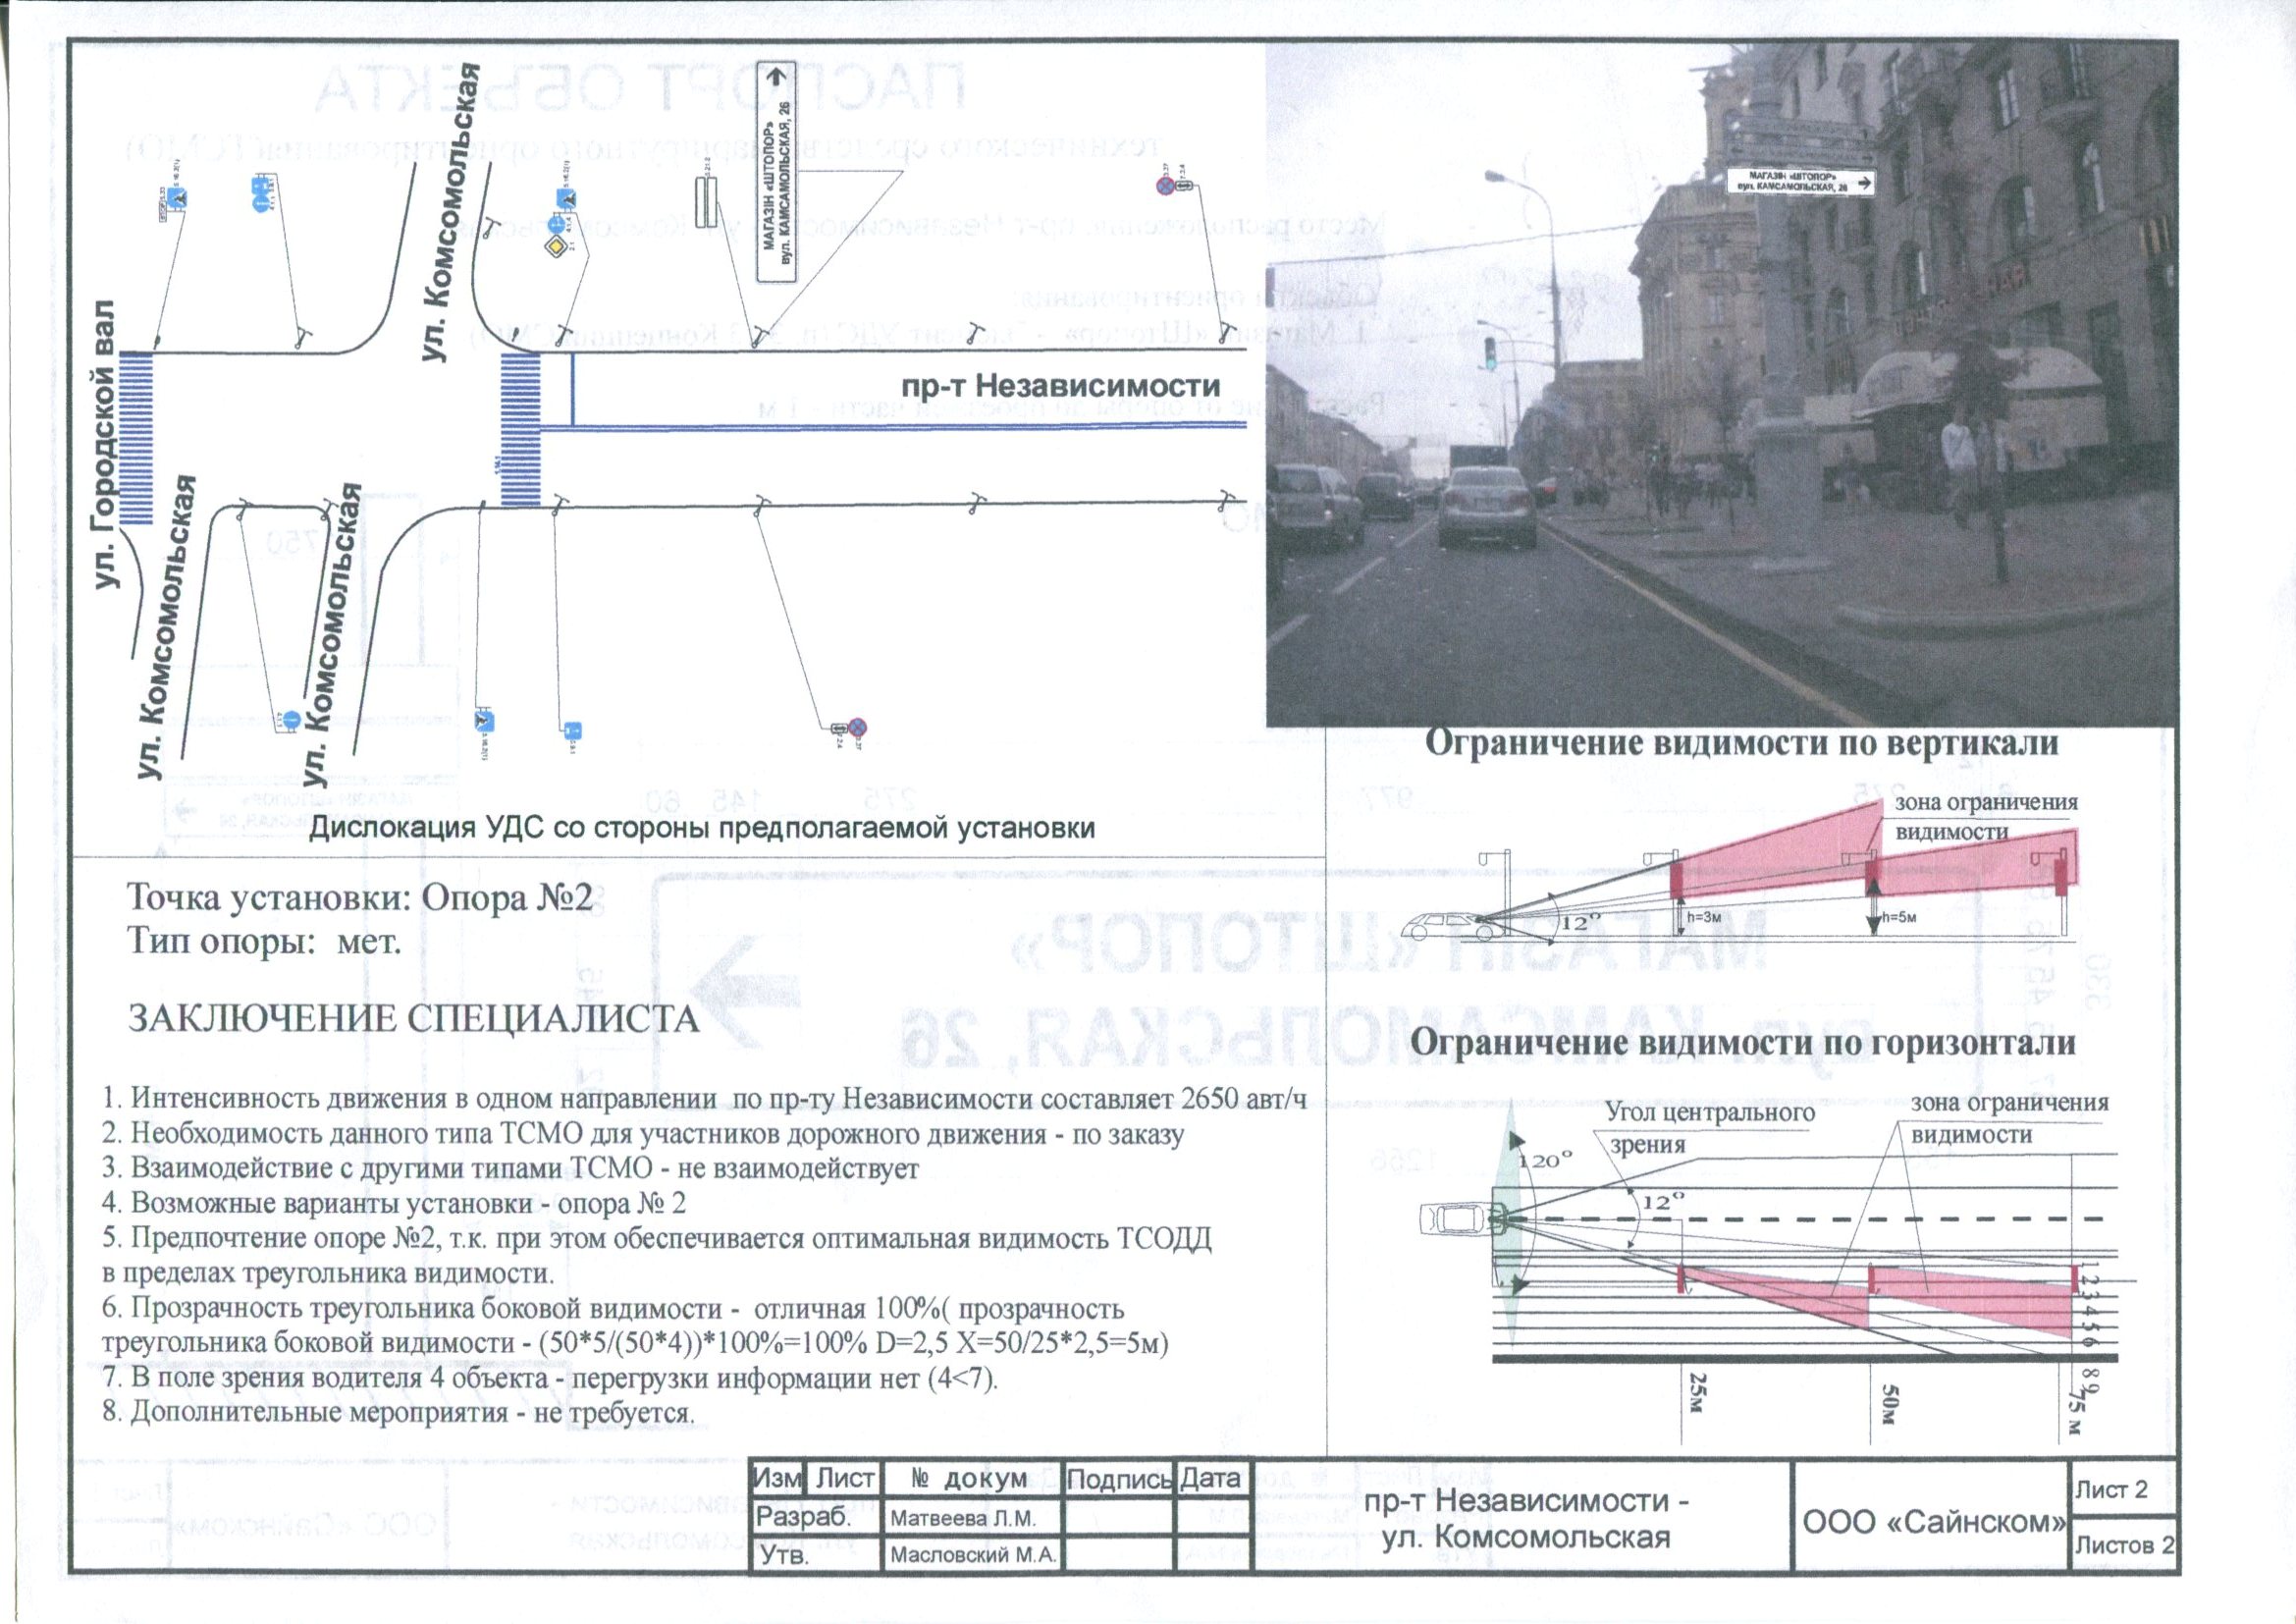 ул. Городской вал
ул. Комсомольская
ул. Комсомольская
ул. Комсомольская
МАГАЗІН «ШТОПОР»
вул. КАМСАМОЛЬСКАЯ, 26
пр-т Независимости
Дислокация УДС со стороны предполагаемой установки
МАГАЗІН «ШТОПОР»
вул. КАМСАМОЛЬСКАЯ, 26
Точка установки: Опора №2
Тип опоры: мет.
ЗАКЛЮЧЕНИЕ СПЕЦИАЛИСТА
1. Интенсивность движения в одном направлении по пр-ту Независимости составляет 2650 авт/ч
2. Необходимость данного типа ТСМО для участников дорожного движения - по заказу
3. Взаимодействие с другими типами ТСМО - не взаимодействует
4. Возможные варианты установки - опора № 2
5. Предпочтение опоре №2, т.к. при этом обеспечивается оптимальная видимость ТСОДД
в пределах треугольника видимости.
6. Прозрачность треугольника боковой видимости - отличная 100%( прозрачность
треугольника боковой видимости - (50*5/(50*4))*100%=100% D=2,5 X=50/25*2,5=5м)
7. В поле зрения водителя 4 объекта - перегрузки информации нет (4<7).
8. Дополнительные мероприятия - не требуется.
Ограничение видимости по вертикали
зона ограничения
видимости
12°
h=3м
h=5м
Ограничение видимости по горизонтали
Угол центрального
зрения
зона ограничения
видимости
120°
12°
1 2 3 4 5 6
8 9
25м
50м
75 м
Изм Лист № докум Подпись Дата
Разраб. Матвеева Л.М.
Утв. Масловский М.А.
пр-т Независимости -
ул. Комсомольская
ООО «Сайнском»
Лист 2
Листов 2